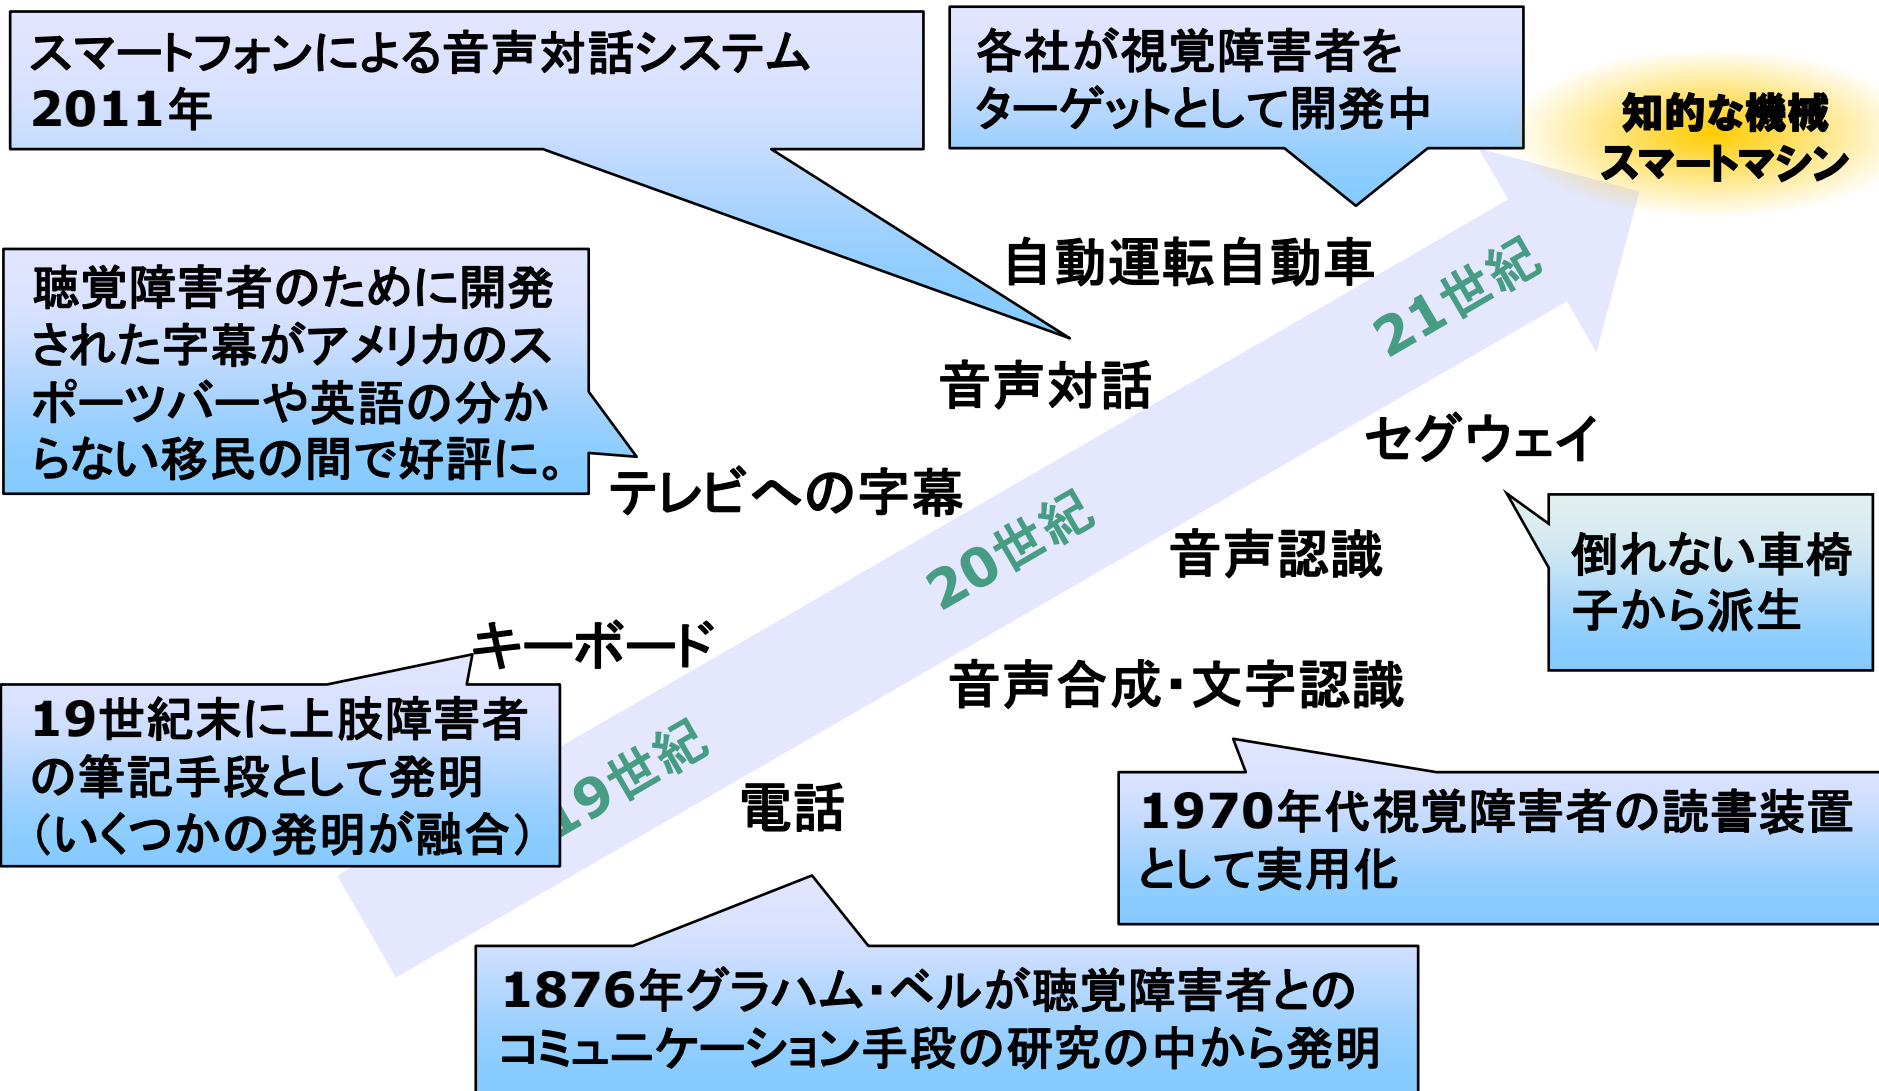 スマートフォンによる音声対話システム
2011年
各社が視覚障害者を
ターゲットとして開発中
知的な機械
スマートマシン
自動運転自動車
21世紀
聴覚障害者のために開発
された字幕がアメリカのス
ポーツバーや英語の分か
らない移民の間で好評に。
音声対話
セグウェイ
テレビへの字幕
20世紀
音声認識
倒れない車椅
子から派生
キーボード
音声合成・文字認識
19世紀末に上肢障害者
の筆記手段として発明
（いくつかの発明が融合）
19世紀
電話
1970年代視覚障害者の読書装置
として実用化
1876年グラハム・ベルが聴覚障害者との
コミュニケーション手段の研究の中から発明